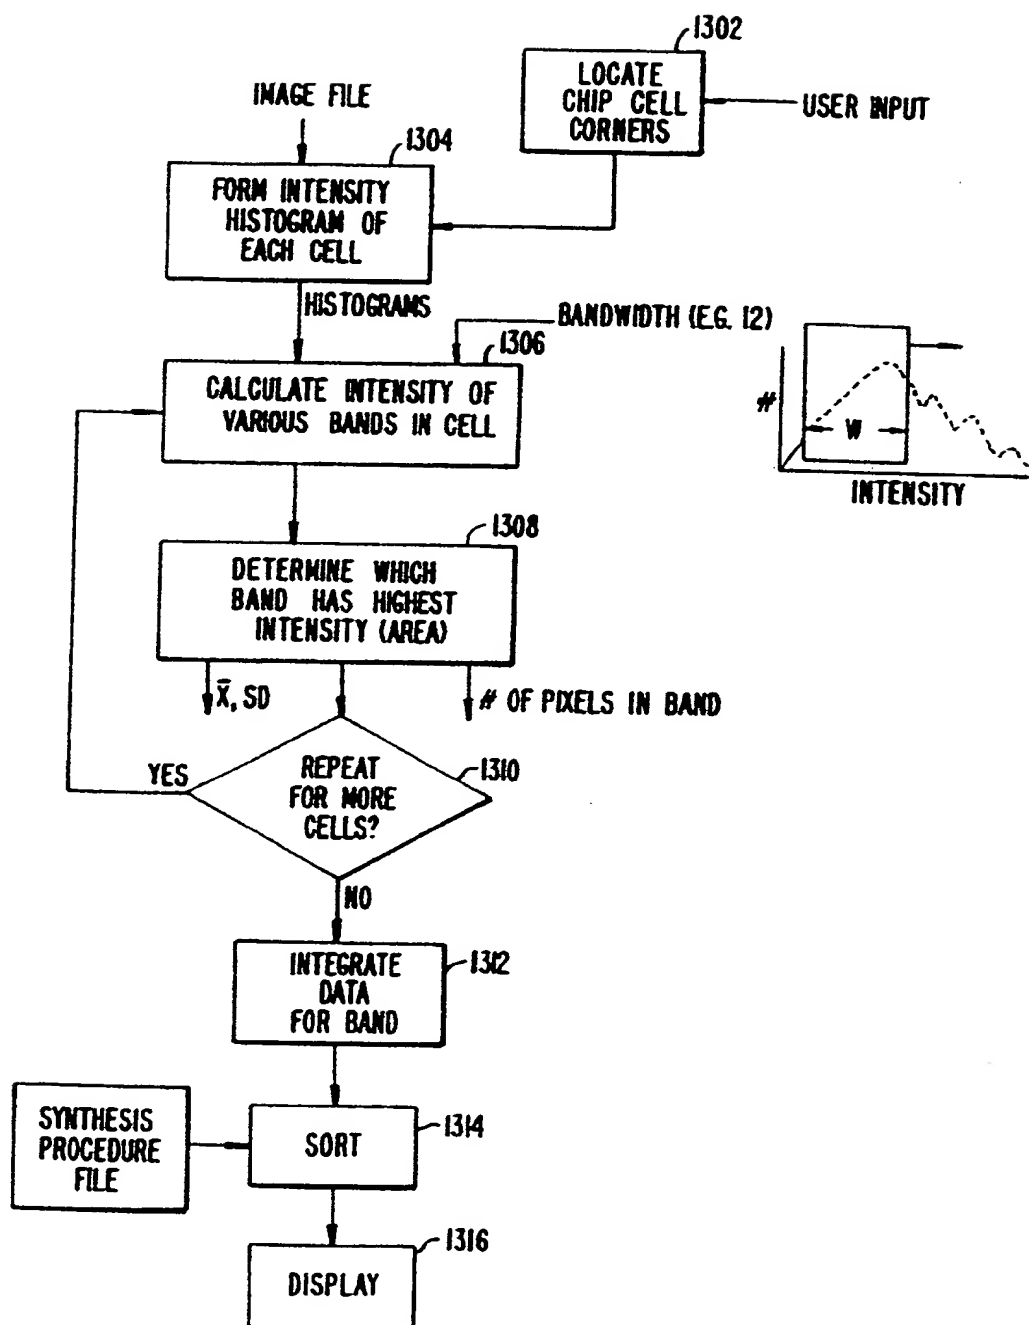 1302
LOCATE
CHIP CELL
CORNERS
USER INPUT
IMAGE FILE
1304
FORM INTENSITY
HISTOGRAM OF
EACH CELL
HISTOGRAMS
BANDWIDTH (E.G. 12)
1306
CALCULATE INTENSITY OF
VARIOUS BANDS IN CELL
#
W
INTENSITY
1308
DETERMINE WHICH
BAND HAS HIGHEST
INTENSITY (AREA)
X̄, SD
# OF PIXELS IN BAND
YES
REPEAT
FOR MORE
CELLS?
1310
NO
INTEGRATE
DATA
FOR BAND
1312
SYNTHESIS
PROCEDURE
FILE
SORT
1314
DISPLAY
1316